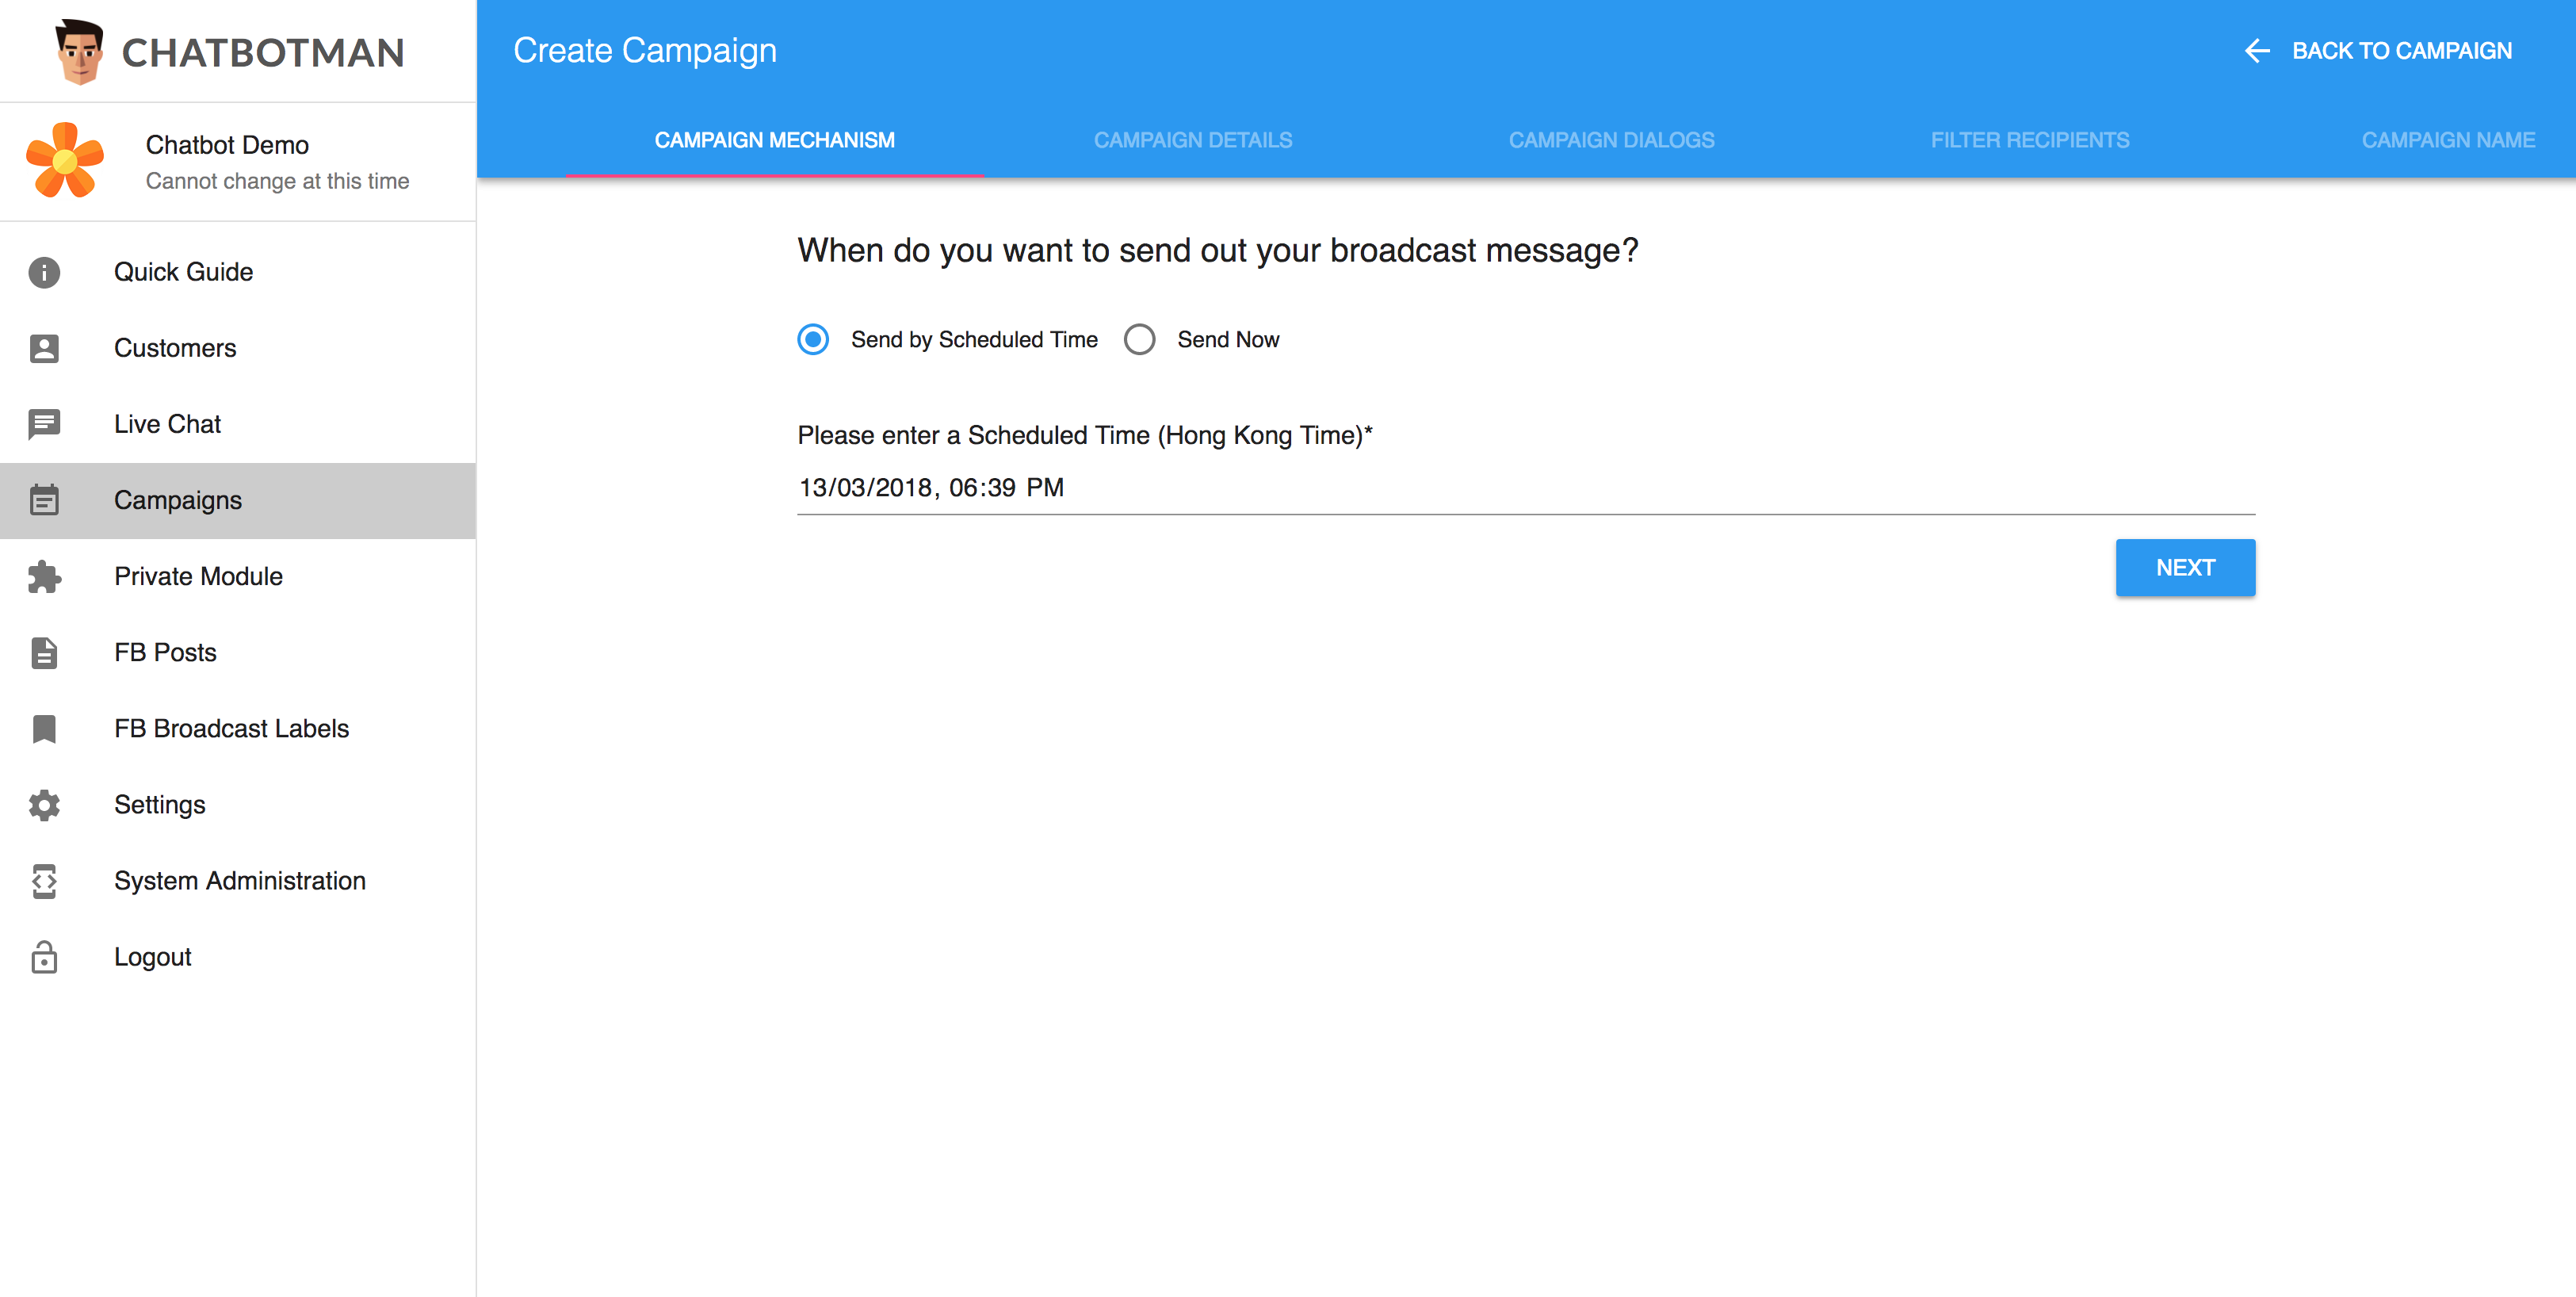 CHATBOTMAN
Create Campaign
BACK TO CAMPAIGN
Chatbot Demo
Cannot change at this time
CAMPAIGN MECHANISM
CAMPAIGN DETAILS
CAMPAIGN DIALOGS
FILTER RECIPIENTS
CAMPAIGN NAME
Quick Guide
Customers
Live Chat
Campaigns
Private Module
FB Posts
FB Broadcast Labels
Settings
System Administration
Logout
When do you want to send out your broadcast message?
Send by Scheduled Time
Send Now
Please enter a Scheduled Time (Hong Kong Time)*
13/03/2018, 06:39 PM
NEXT